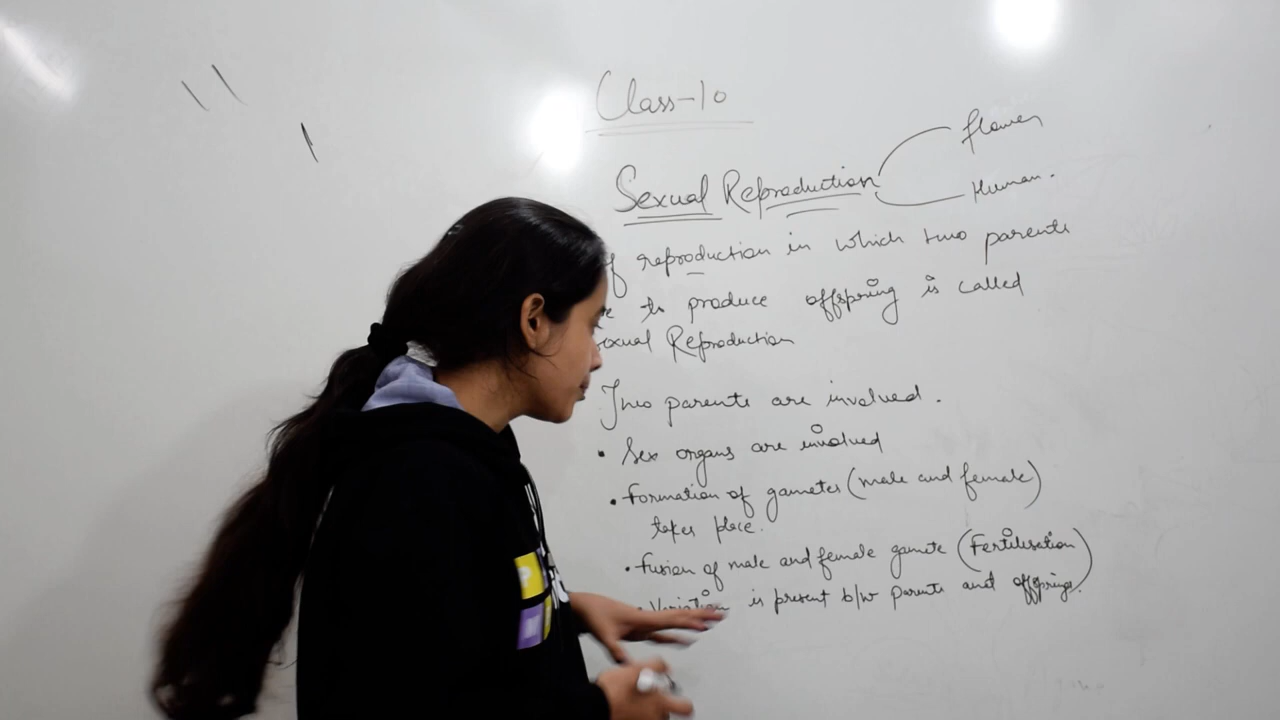 Class-10
Sexual Reproduction
flower
Human.
reproduction in which two parents
to produce offspring is called
Reproduction
Two parents are involved.
• Sex organs are involved
• Formation of gametes (male and female)
takes place.
• Fusion of male and female gamete (Fertilisation)
• Variation is present b/w parents and offsprings.